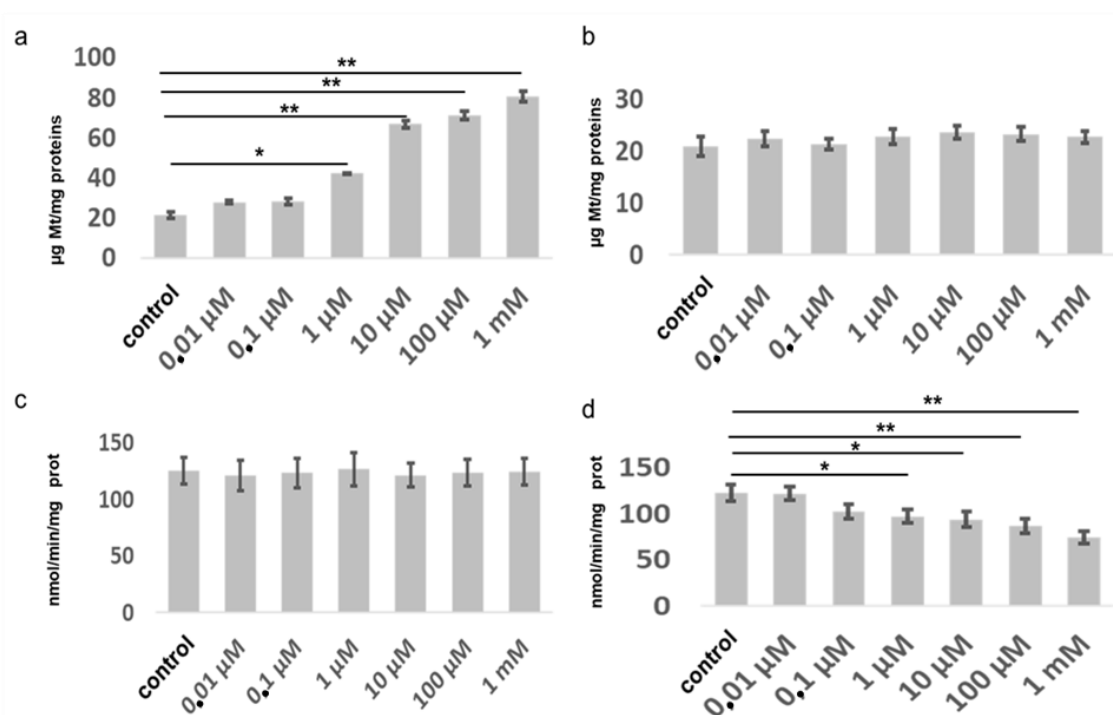 a
100
80
60
40
20
0
µg Mt/mg proteins
**
**
**
*
control
0,01 µM
0,1 µM
1 µM
10 µM
100 µM
1 mM
b
30
20
10
0
µg Mt/mg proteins
control
0,01 µM
0,1 µM
1 µM
10 µM
100 µM
1 mM
c
150
100
50
0
nmol/min/mg prot
control
0,01 µM
0,1 µM
1 µM
10 µM
100 µM
1 mM
d
150
100
50
0
nmol/min/mg prot
**
**
*
*
control
0,01 µM
0,1 µM
1 µM
10 µM
100 µM
1 mM